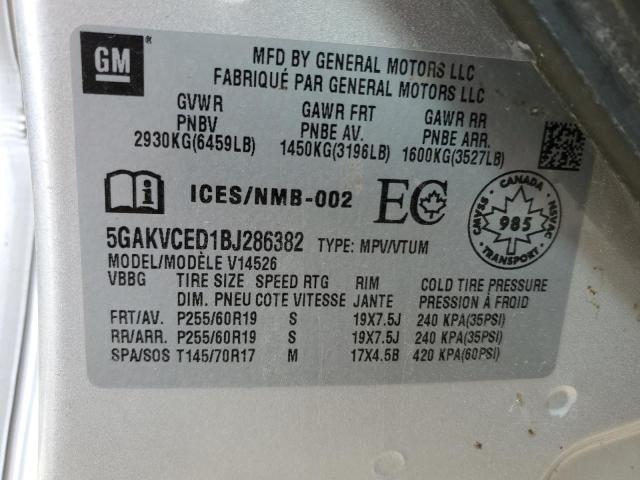 GM
MFD BY GENERAL MOTORS LLC
FABRIQUÉ PAR GENERAL MOTORS LLC
GVWR GAWR FRT GAWR RR
PNBV PNBE AV. PNBE ARR.
2930KG(6459LB) 1450KG(3196LB) 1600KG(3527LB)
i ICES/NMB-002 EC
CANADA
CMVSS 985 NSVAC
TRANSPORT
5GAKVCED1BJ286382 TYPE: MPV/VTUM
MODEL/MODÈLE V14526
VBBG TIRE SIZE SPEED RTG RIM COLD TIRE PRESSURE
DIM. PNEU COTE VITESSE JANTE PRESSION À FROID
FRT/AV. P255/60R19 S 19X7.5J 240 KPA(35PSI)
RR/ARR. P255/60R19 S 19X7.5J 240 KPA(35PSI)
SPA/SOS T145/70R17 M 17X4.5B 420 KPA(60PSI)